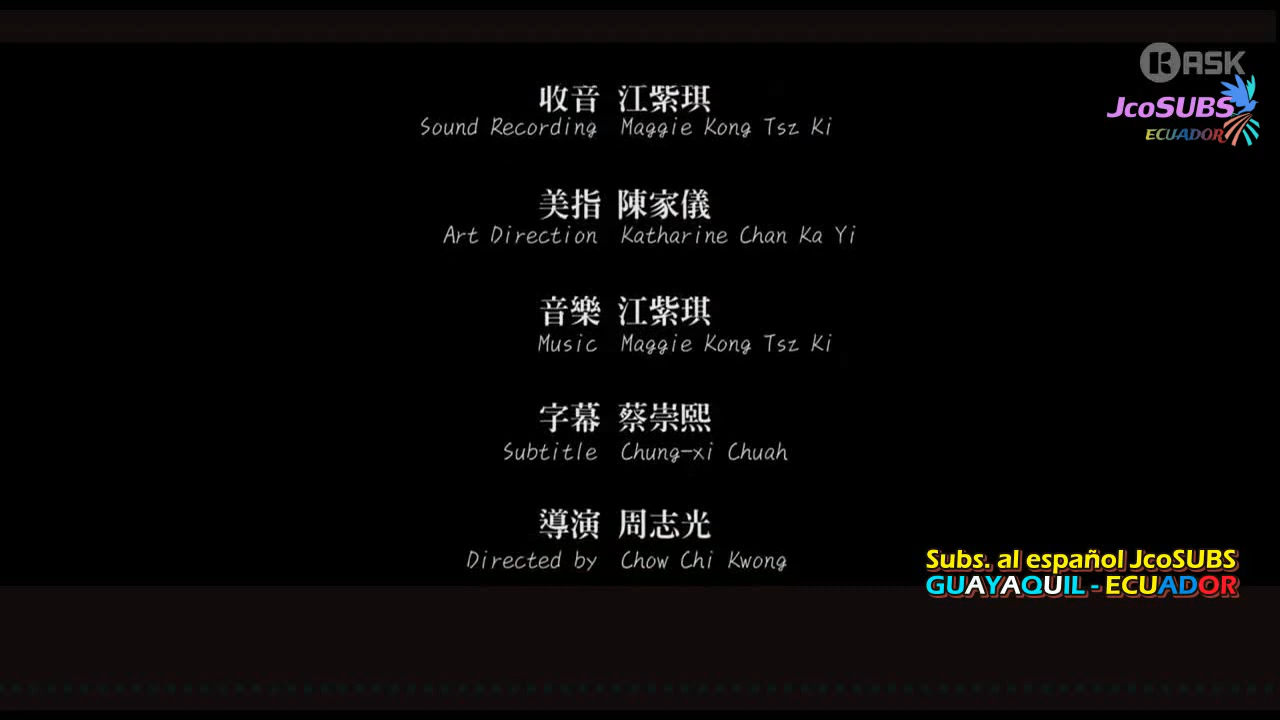 KASK
JcoSUBS
ECUADOR
收音 江紫琪
Sound Recording Maggie Kong Tsz Ki
美指 陳家儀
Art Direction Katharine Chan Ka Yi
音樂 江紫琪
Music Maggie Kong Tsz Ki
字幕 蔡崇熙
Subtitle Chung-xi Chuah
導演 周志光
Directed by Chow Chi Kwong
Subs. al español JcoSUBS
GUAYAQUIL - ECUADOR